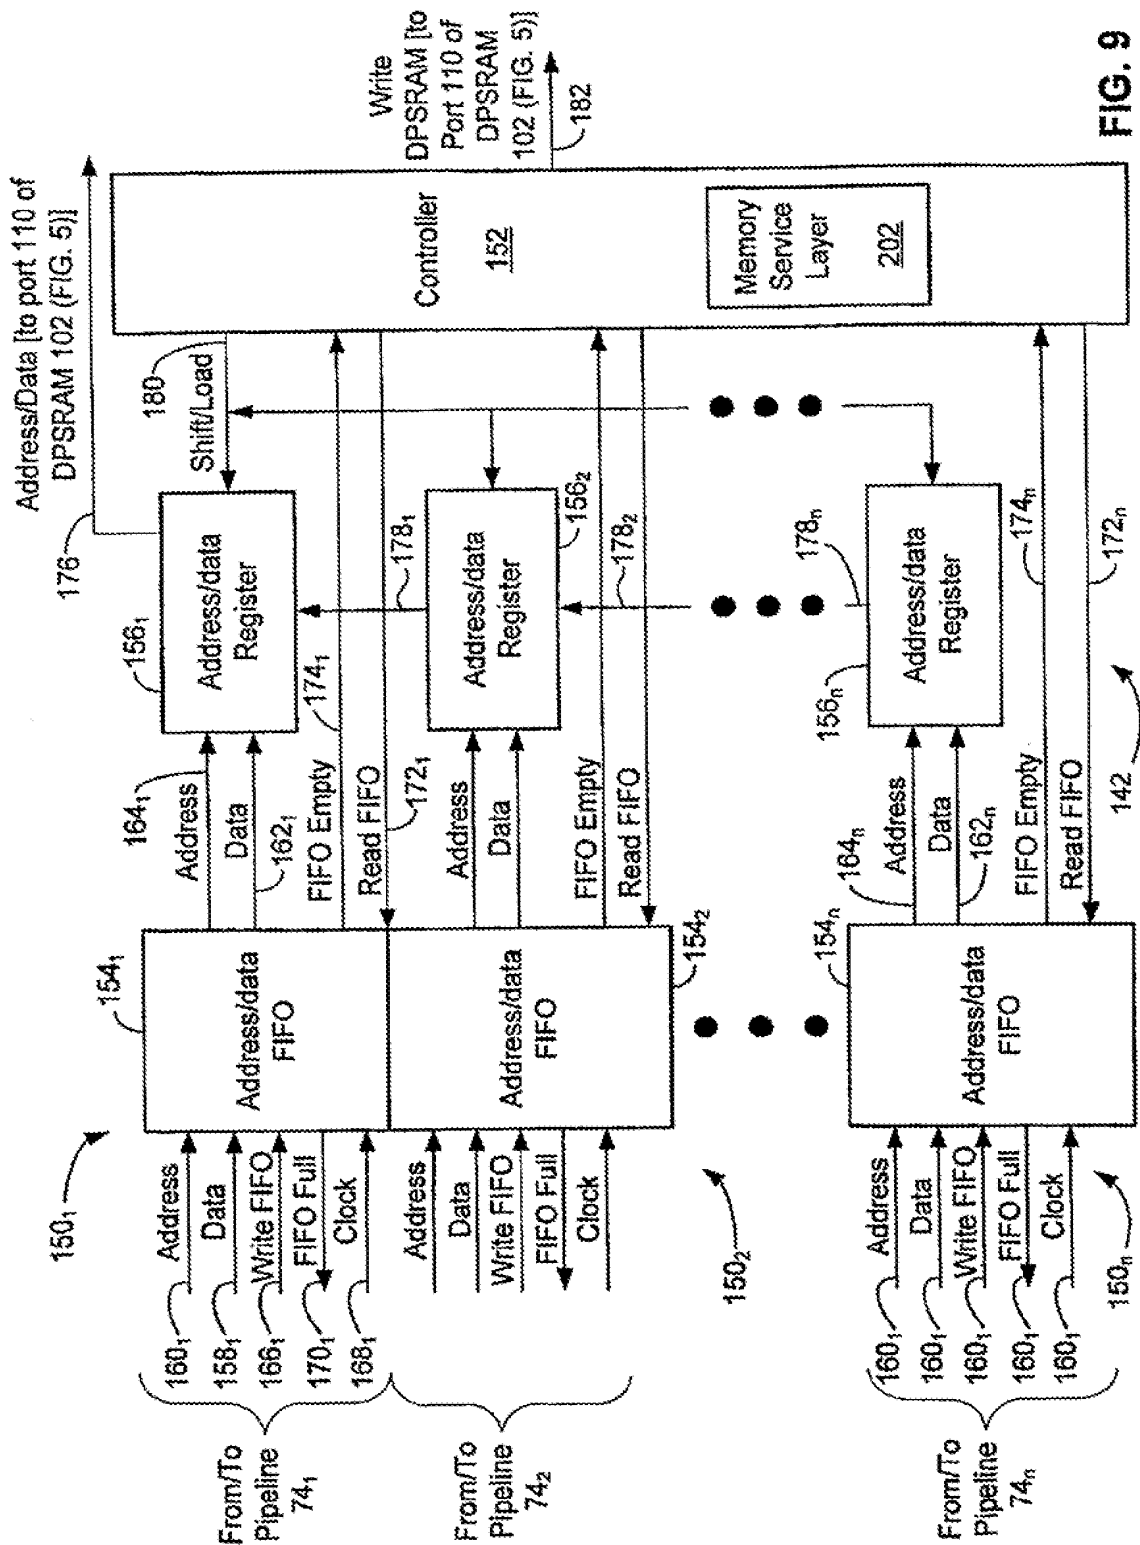 Address/Data [to port 110 of
DPSRAM 102 (FIG. 5)]
176
Write
DPSRAM [to
Port 110 of
DPSRAM
102 (FIG. 5)]
182
Controller
152
Memory
Service
Layer
202
180
Shift/Load
156₁
Address/data
Register
164₁
Address
Data
162₁
174₁
FIFO Empty
Read FIFO
172₁
178₁
Address/data
Register
156₂
178₂
Address
Data
FIFO Empty
Read FIFO
178ₙ
Address/data
Register
156ₙ
164ₙ
Address
Data
162ₙ
174ₙ
FIFO Empty
Read FIFO
172ₙ
142
154₁
Address/data
FIFO
Address/data
FIFO
154₂
154ₙ
Address/data
FIFO
150₁
Address
Data
Write FIFO
FIFO Full
Clock
160₁
158₁
166₁
170₁
168₁
From/To
Pipeline
74₁
Address
Data
Write FIFO
FIFO Full
Clock
150₂
From/To
Pipeline
74₂
Address
Data
Write FIFO
FIFO Full
Clock
160₁
160₁
160₁
160₁
160₁
150ₙ
From/To
Pipeline
74ₙ
FIG. 9